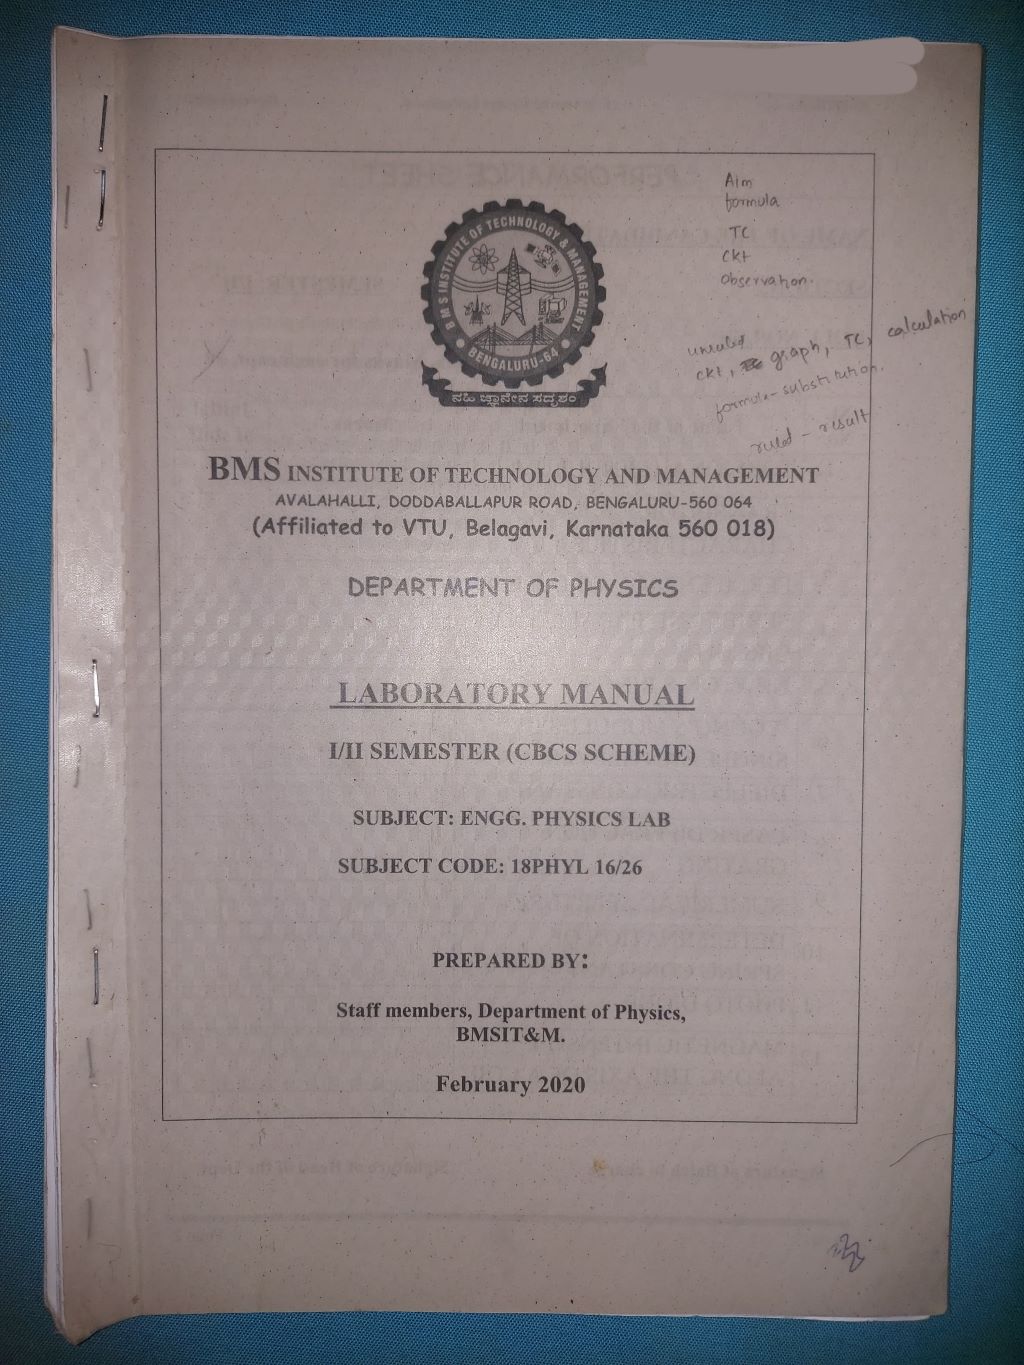 Aim
formula
TC
ckt
observation
unruled
ckt, graph, TC, calculation
formula-substitution.
ruled - result
B M S INSTITUTE OF TECHNOLOGY & MANAGEMENT
BENGALURU-64
ನಹಿ ಜ್ಞಾನೇನ ಸದೃಶಂ
BMS INSTITUTE OF TECHNOLOGY AND MANAGEMENT
AVALAHALLI, DODDABALLAPUR ROAD, BENGALURU-560 064
(Affiliated to VTU, Belagavi, Karnataka 560 018)
DEPARTMENT OF PHYSICS
LABORATORY MANUAL
I/II SEMESTER (CBCS SCHEME)
SUBJECT: ENGG. PHYSICS LAB
SUBJECT CODE: 18PHYL 16/26
PREPARED BY:
Staff members, Department of Physics,
BMSIT&M.
February 2020